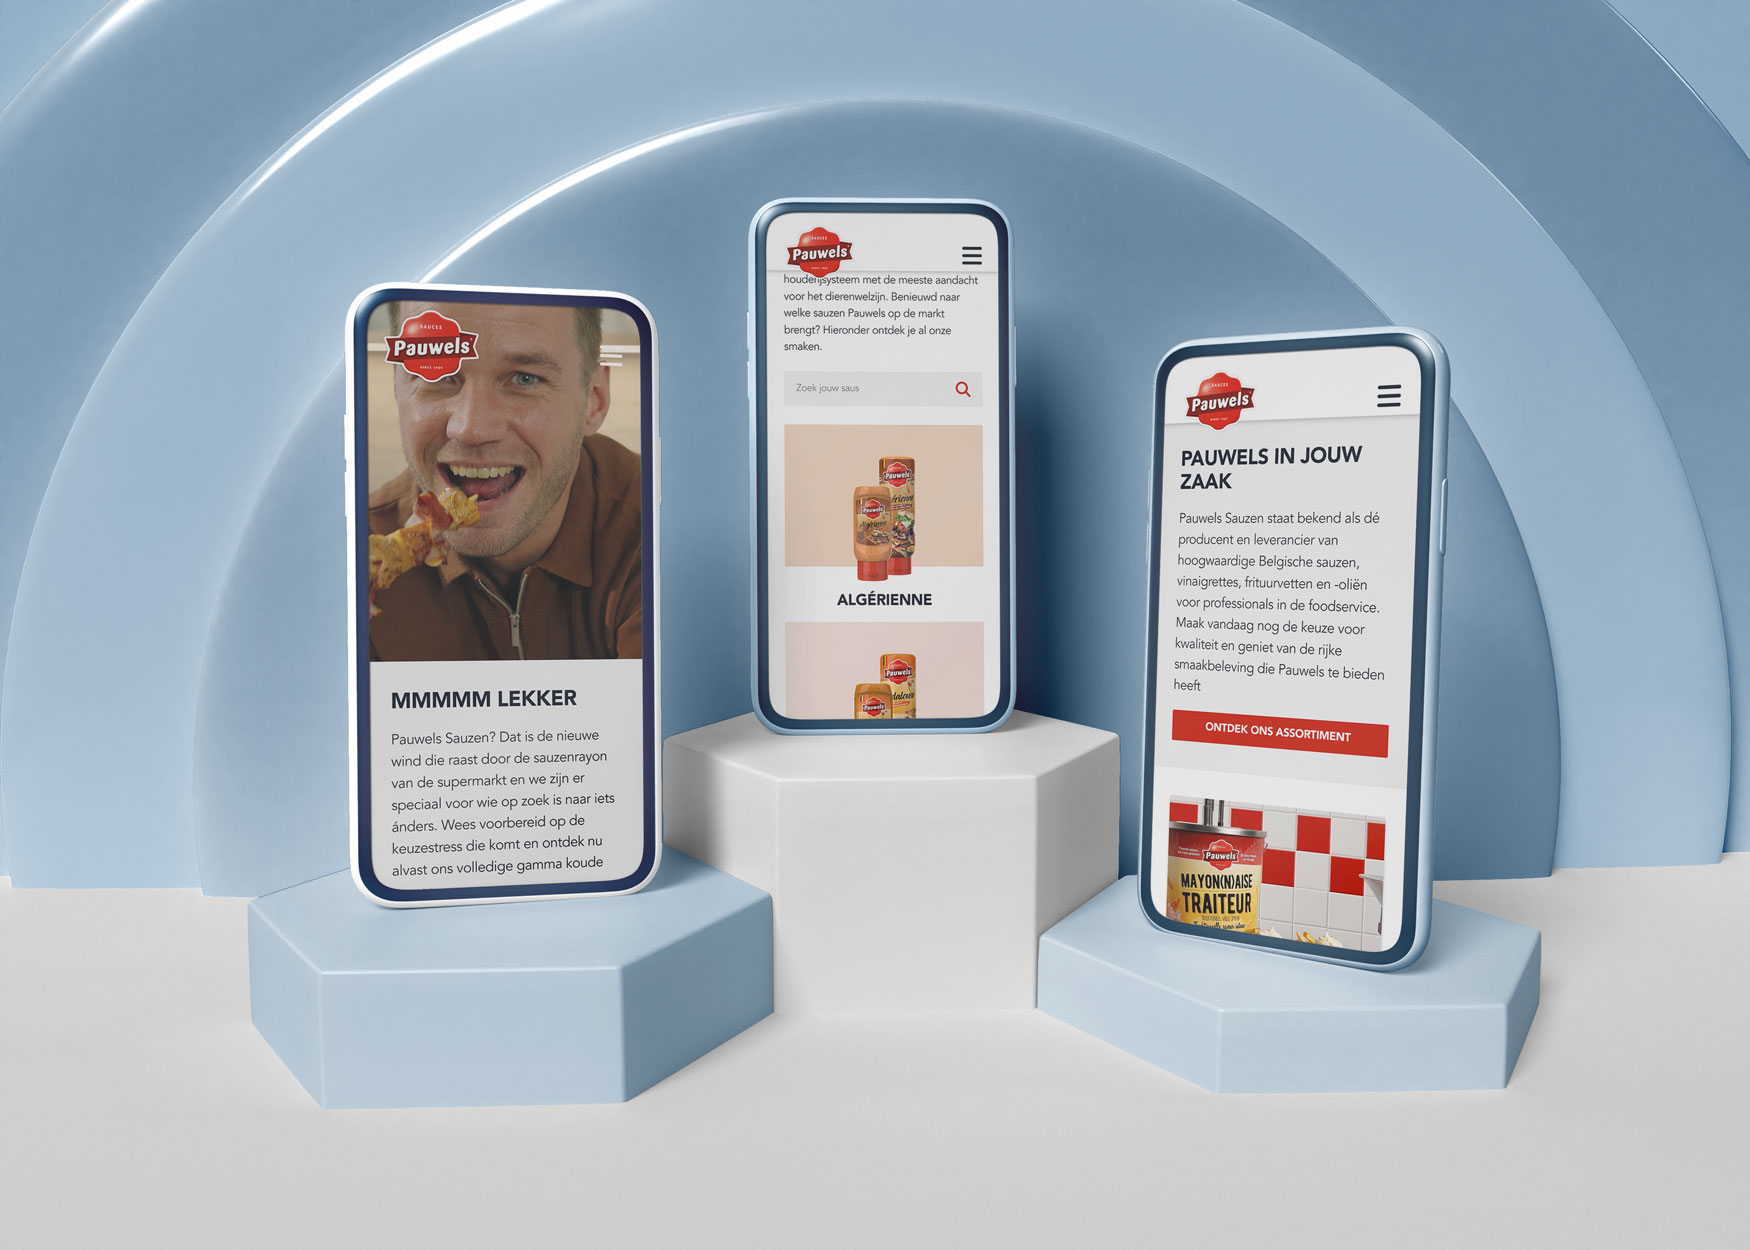 SAUCES
Pauwels
SINCE 1969
MMMMM LEKKER
Pauwels Sauzen? Dat is de nieuwe
wind die raast door de sauzenrayon
van de supermarkt en we zijn er
speciaal voor wie op zoek is naar iets
ánders. Wees voorbereid op de
keuzestress die komt en ontdek nu
alvast ons volledige gamma koude
SAUCES
Pauwels
houderijsysteem met de meeste aandacht
voor het dierenwelzijn. Benieuwd naar
welke sauzen Pauwels op de markt
brengt? Hieronder ontdek je al onze
smaken.
Zoek jouw saus
Pauwels
Pauwels
Algérienne
ALGÉRIENNE
Pauwels
Pauwels
SAUCES
Pauwels
PAUWELS IN JOUW
ZAAK
Pauwels Sauzen staat bekend als dé
producent en leverancier van
hoogwaardige Belgische sauzen,
vinaigrettes, frituurvetten en -oliën
voor professionals in de foodservice.
Maak vandaag nog de keuze voor
kwaliteit en geniet van de rijke
smaakbeleving die Pauwels te bieden
heeft
ONTDEK ONS ASSORTIMENT
Pauwels
MAYON(N)AISE
TRAITEUR